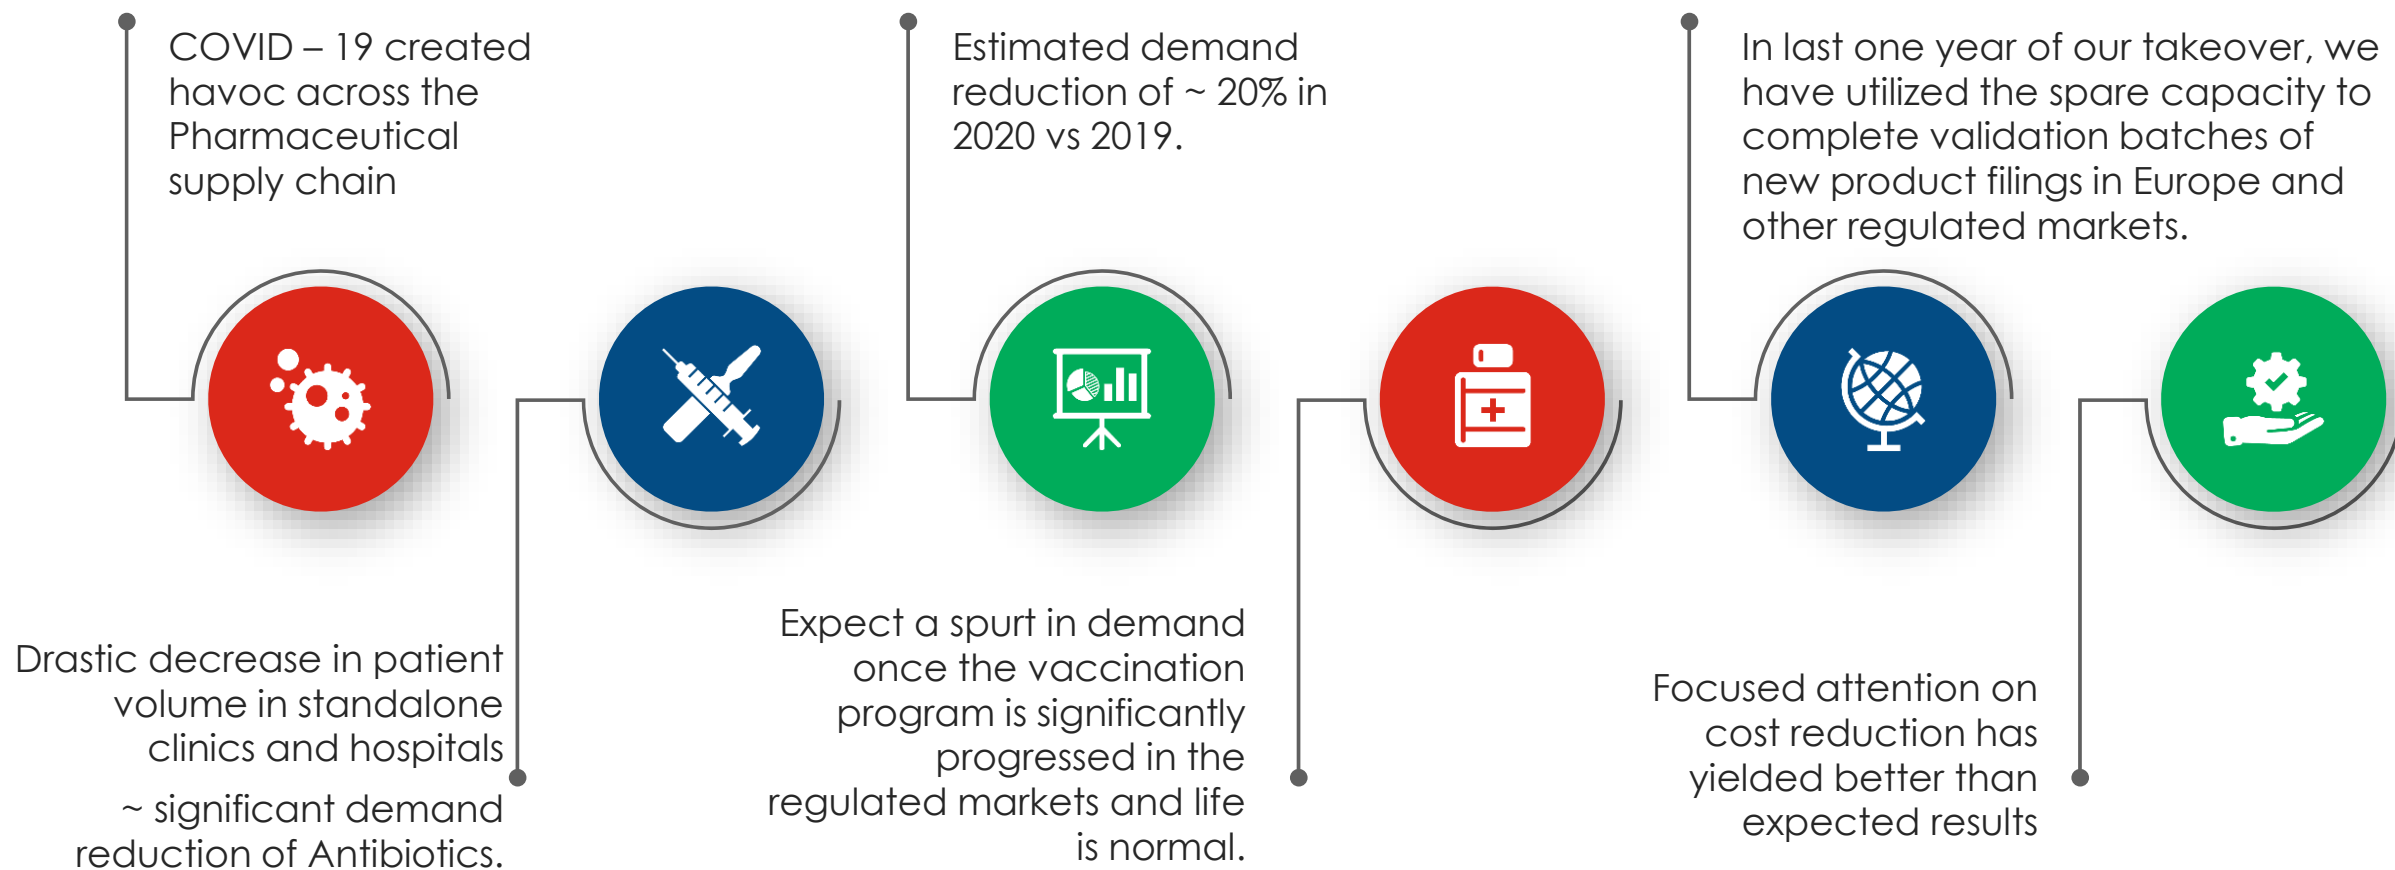 COVID – 19 created
havoc across the
Pharmaceutical
supply chain
Drastic decrease in patient
volume in standalone
clinics and hospitals
~ significant demand
reduction of Antibiotics.
Estimated demand
reduction of ~ 20% in
2020 vs 2019.
Expect a spurt in demand
once the vaccination
program is significantly
progressed in the
regulated markets and life
is normal.
In last one year of our takeover, we
have utilized the spare capacity to
complete validation batches of
new product filings in Europe and
other regulated markets.
Focused attention on
cost reduction has
yielded better than
expected results